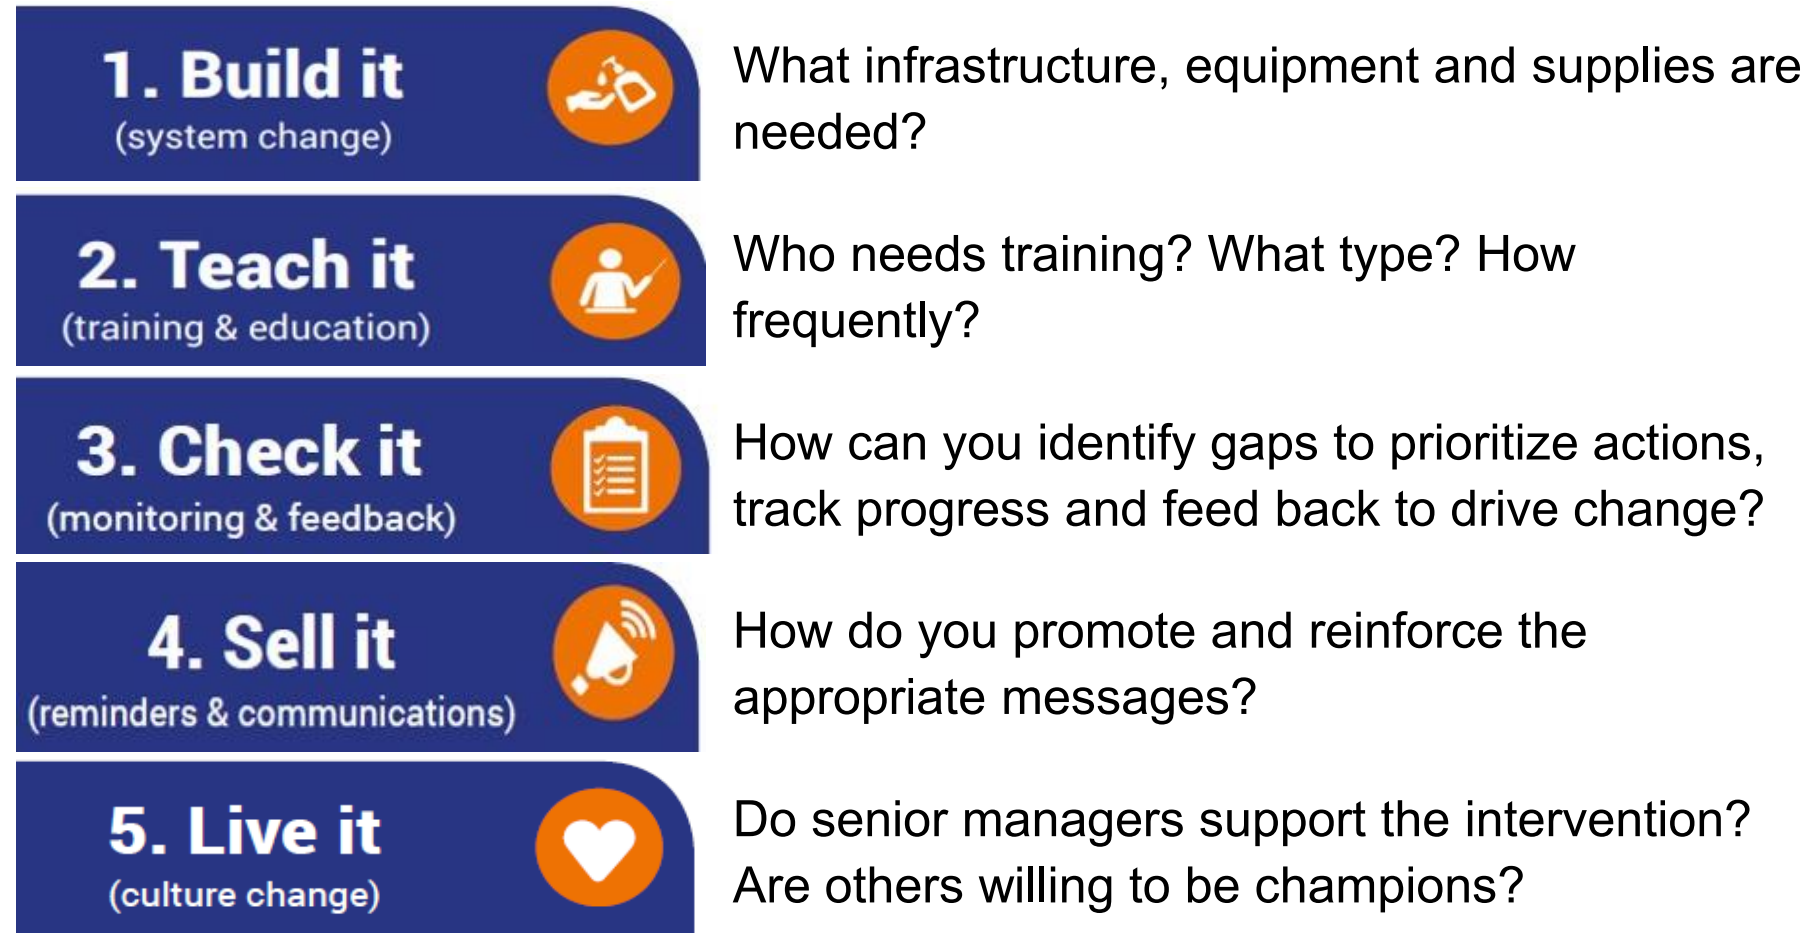 1. Build it
(system change)
What infrastructure, equipment and supplies are
needed?
2. Teach it
(training & education)
Who needs training? What type? How
frequently?
3. Check it
(monitoring & feedback)
How can you identify gaps to prioritize actions,
track progress and feed back to drive change?
4. Sell it
(reminders & communications)
How do you promote and reinforce the
appropriate messages?
5. Live it
(culture change)
Do senior managers support the intervention?
Are others willing to be champions?